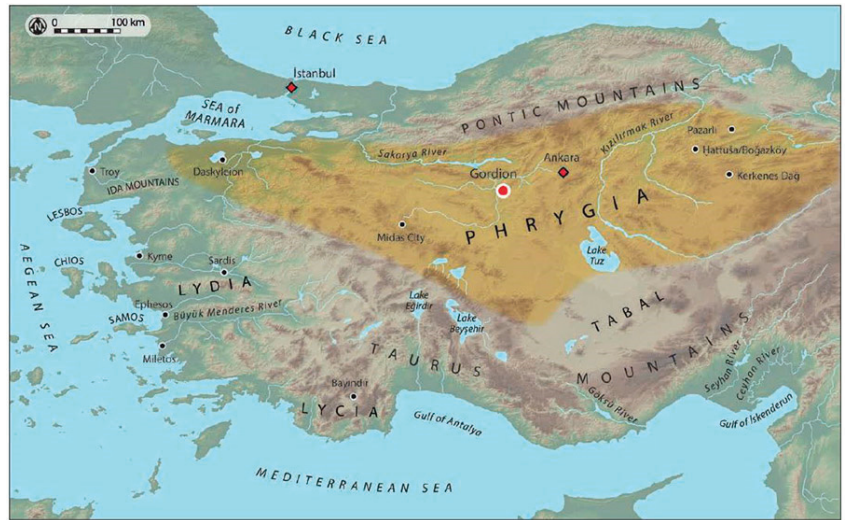 N
0 100 km
BLACK SEA
İstanbul
SEA of
MARMARA
PONTIC MOUNTAINS
Pazarlı
Kızılırmak River
Sakarya River
Hattuša/Boğazköy
Troy
Daskyleion
Ankara
Gordion
Kerkenes Dağ
IDA MOUNTAINS
PHRYGIA
LESBOS
Midas City
AEGEAN SEA
Lake
Tuz
CHIOS
Kyme
Sardis
LYDIA
Lake
Eğirdir
TABAL
Ephesos
Büyük Menderes River
SAMOS
Lake
Beyşehir
Miletos
TAURUS MOUNTAINS
Seyhan River
Ceyhan River
Bayındır
Göksu River
LYCIA
Gulf of Antalya
Gulf of İskenderun
MEDITERRANEAN SEA